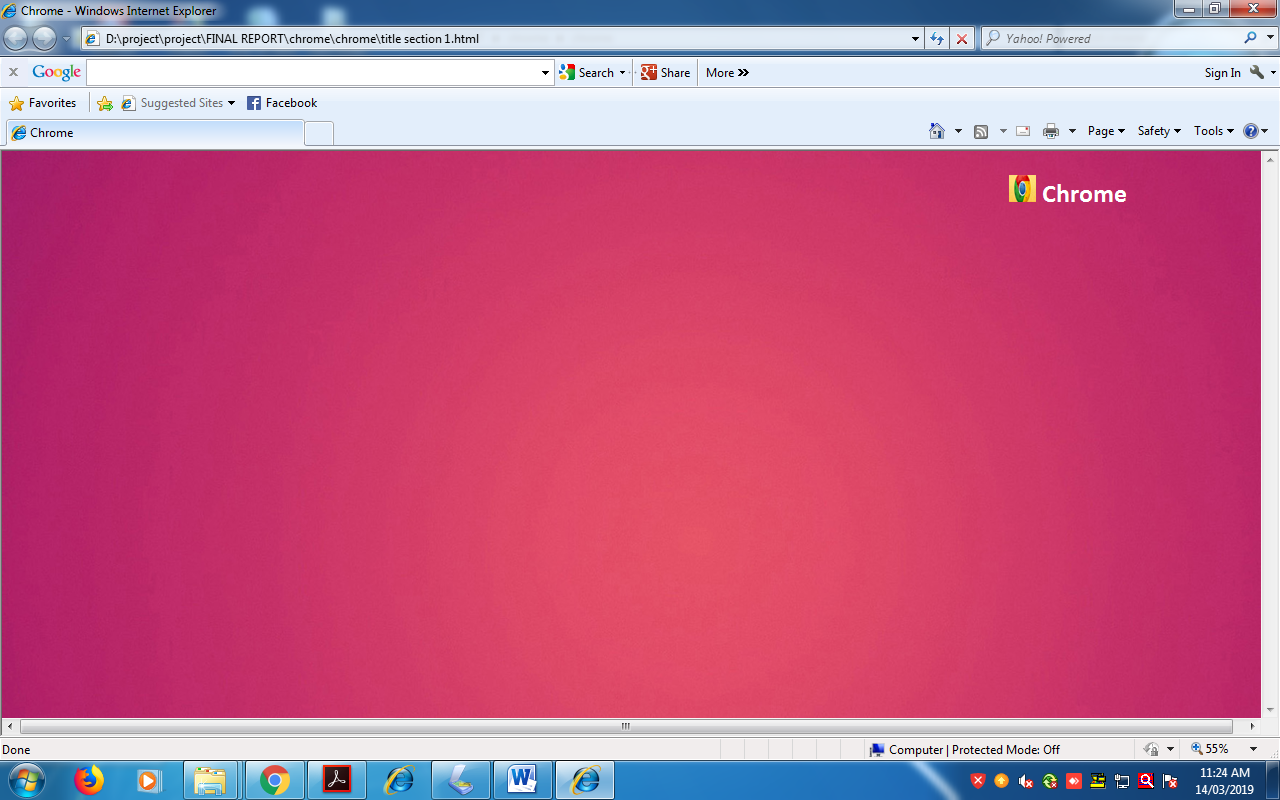 Chrome - Windows Internet Explorer
D:\project\project\FINAL REPORT\chrome\chrome\title section 1.html
Yahoo! Powered
Google
Search
Share
More
Sign In
Favorites
Suggested Sites
Facebook
Chrome
Page
Safety
Tools
Chrome
Done
Computer | Protected Mode: Off
55%
11:24 AM
14/03/2019